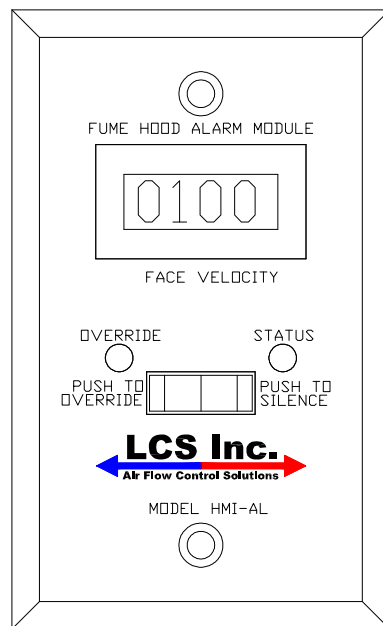 FUME HOOD ALARM MODULE
0100
FACE VELOCITY
OVERRIDE
STATUS
PUSH TO OVERRIDE
PUSH TO SILENCE
LCS Inc.
Air Flow Control Solutions
MODEL HMI-AL